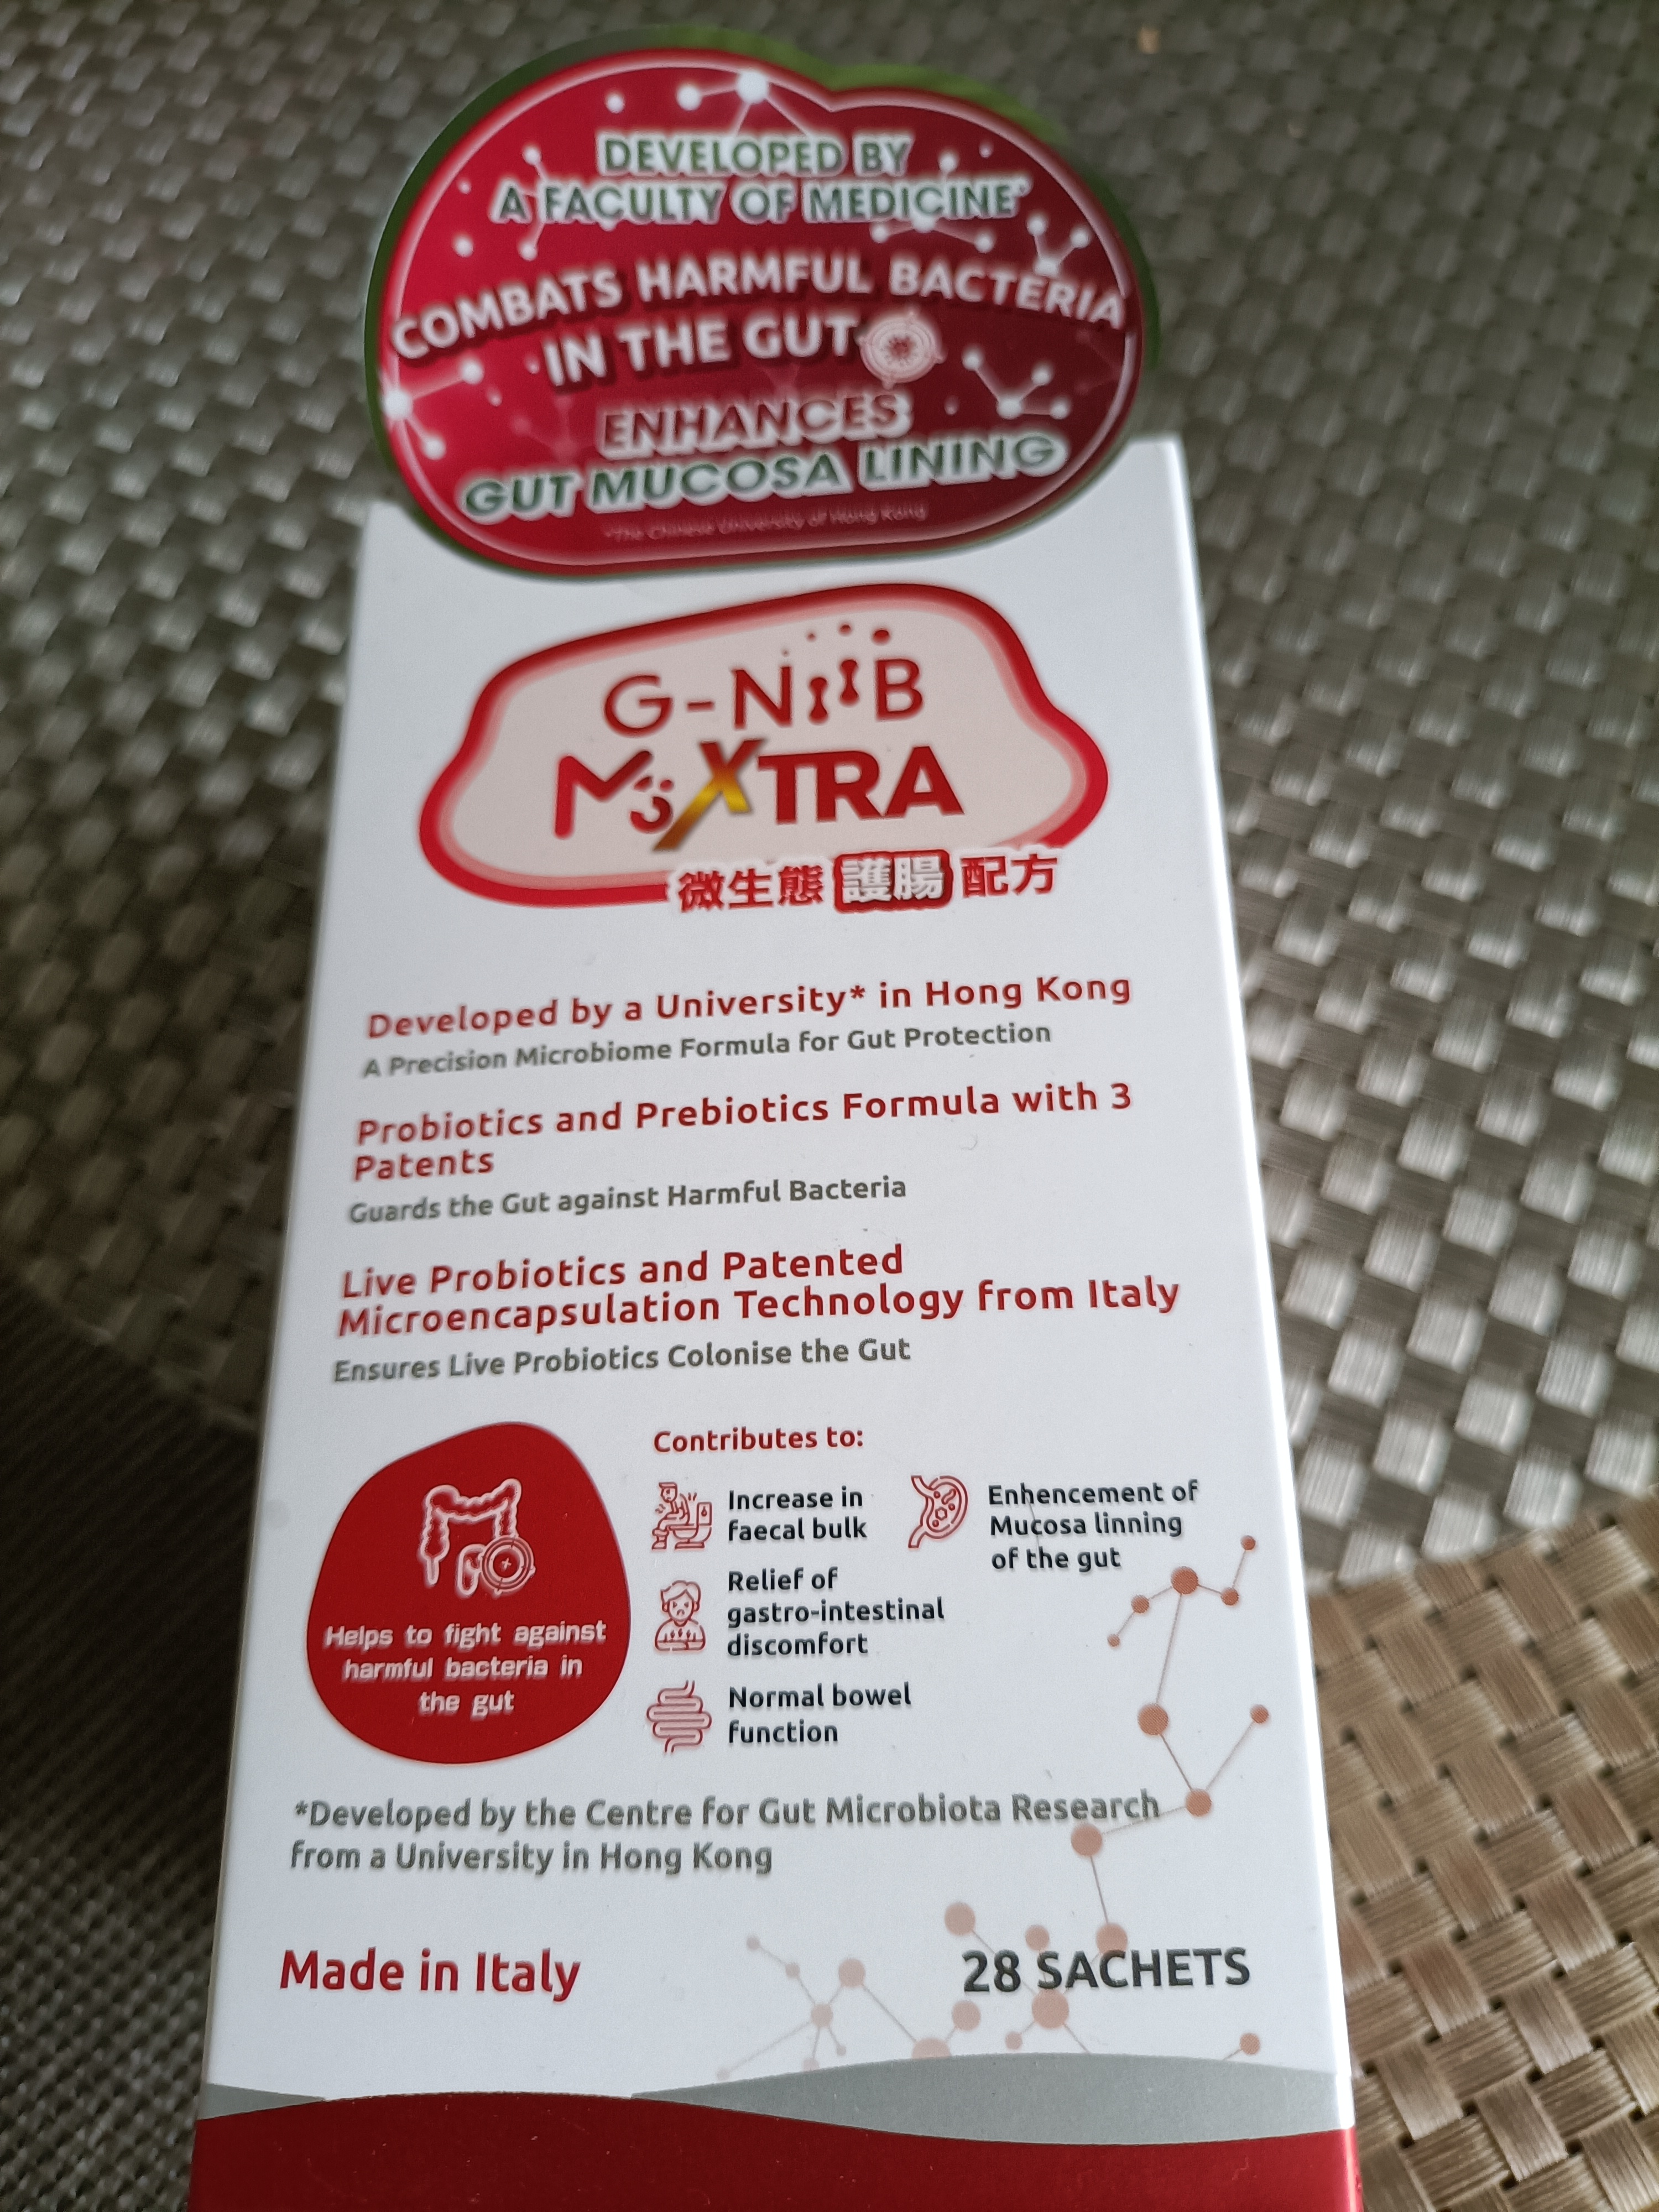 DEVELOPED BY
A FACULTY OF MEDICINE*
COMBATS HARMFUL BACTERIA
IN THE GUT
ENHANCES
GUT MUCOSA LINING
*The Chinese University of Hong Kong
G-NiiB
MiXTRA
微生態護腸配方
Developed by a University* in Hong Kong
A Precision Microbiome Formula for Gut Protection
Probiotics and Prebiotics Formula with 3
Patents
Guards the Gut against Harmful Bacteria
Live Probiotics and Patented
Microencapsulation Technology from Italy
Ensures Live Probiotics Colonise the Gut
Helps to fight against
harmful bacteria in
the gut
Contributes to:
Increase in
faecal bulk
Relief of
gastro-intestinal
discomfort
Normal bowel
function
Enhencement of
Mucosa linning
of the gut
*Developed by the Centre for Gut Microbiota Research
from a University in Hong Kong
Made in Italy
28 SACHETS